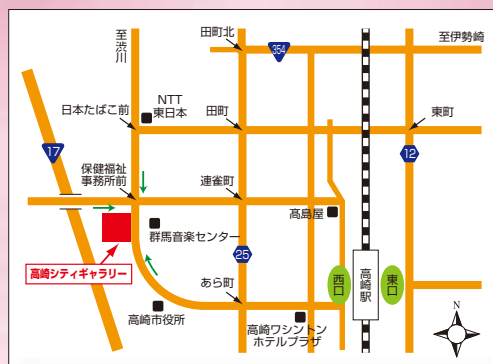 至渋川
田町北
354
至伊勢崎
NTT
東日本
日本たばこ前
田町
東町
17
12
保健福祉
事務所前
連雀町
髙島屋
群馬音楽センター
25
高崎シティギャラリー
西口
高崎駅
東口
あら町
高崎市役所
高崎ワシントン
ホテルプラザ
N